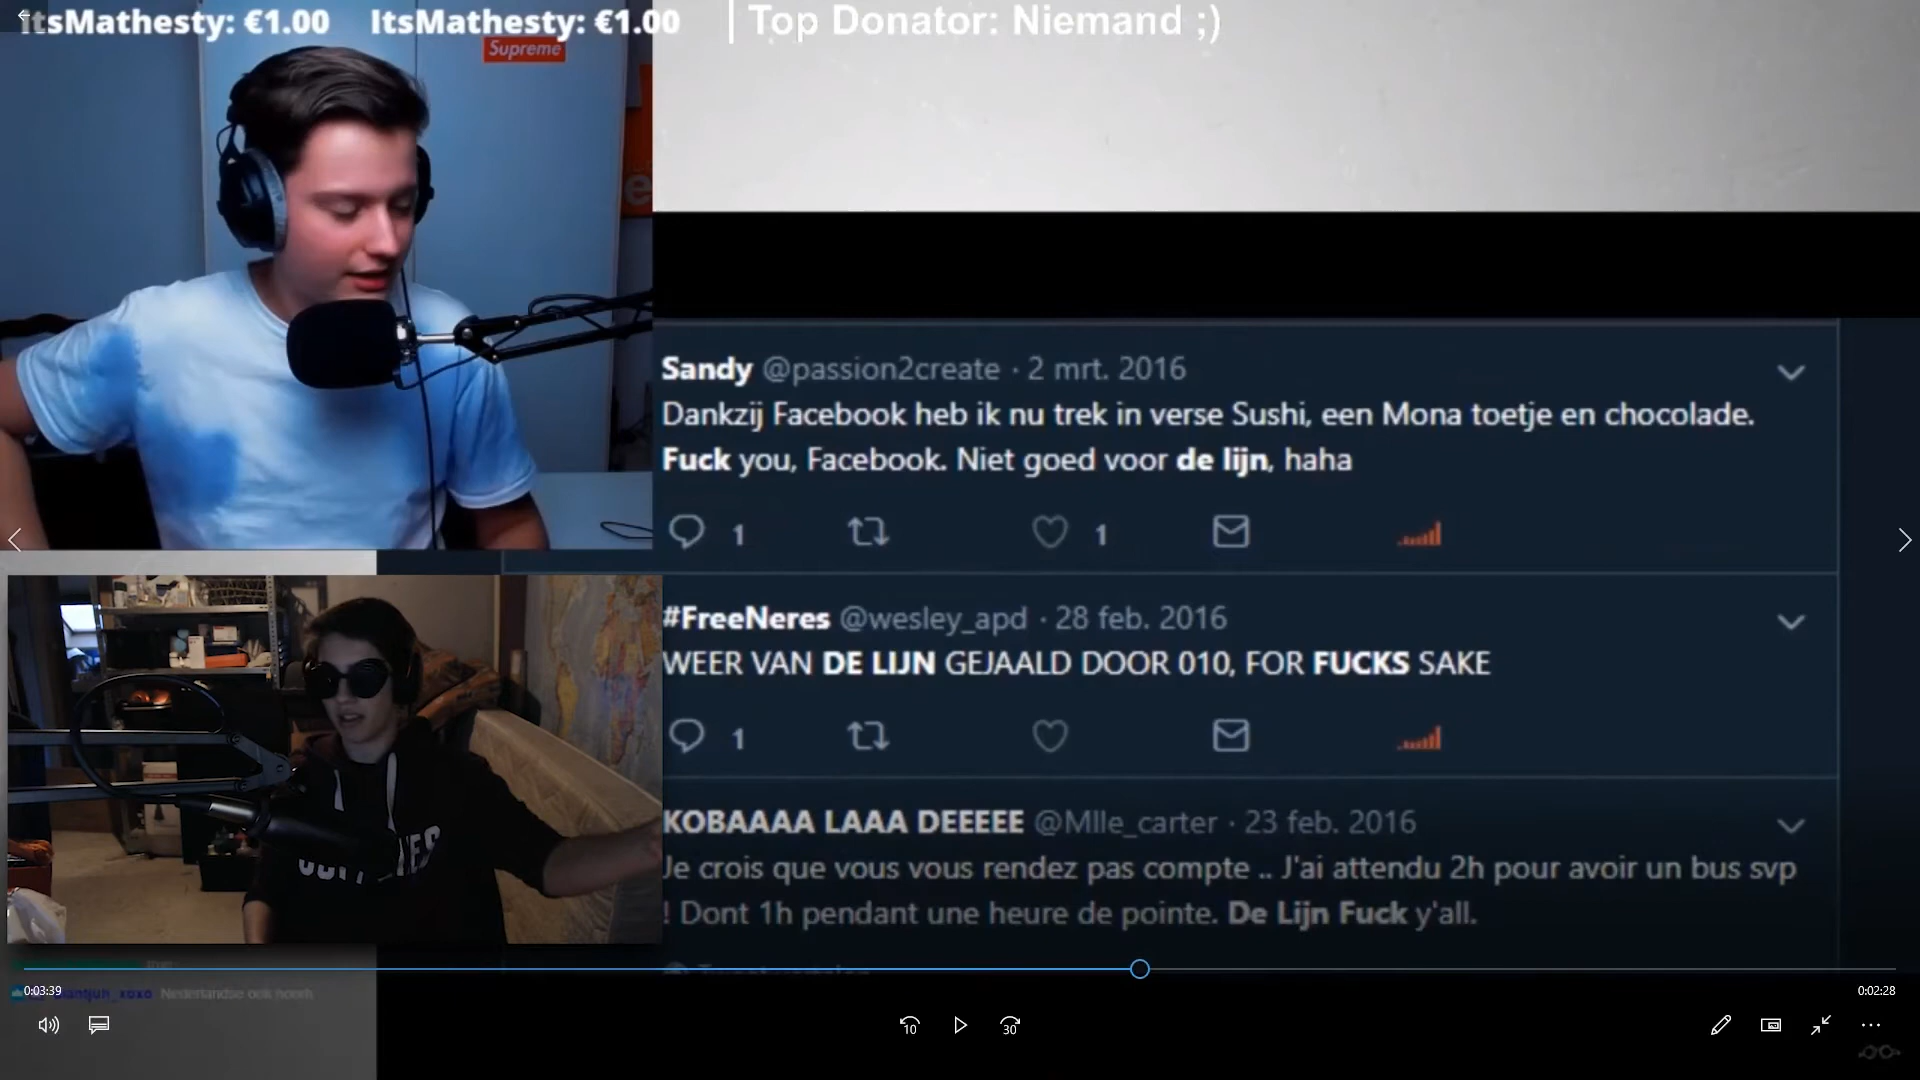 ItsMathesty: €1.00 ItsMathesty: €1.00 | Top Donator: Niemand ;)
Supreme
Sandy @passion2create · 2 mrt. 2016
Dankzij Facebook heb ik nu trek in verse Sushi, een Mona toetje en chocolade.
Fuck you, Facebook. Niet goed voor de lijn, haha
1 1
#FreeNeres @wesley_apd · 28 feb. 2016
WEER VAN DE LIJN GEJAALD DOOR 010, FOR FUCKS SAKE
1
KOBAAAA LAAA DEEEEE @Mlle_carter · 23 feb. 2016
Je crois que vous vous rendez pas compte .. J'ai attendu 2h pour avoir un bus svp
! Dont 1h pendant une heure de pointe. De Lijn Fuck y'all.
0:03:39
0:02:28
Nederlandse ook hoorh
10 30